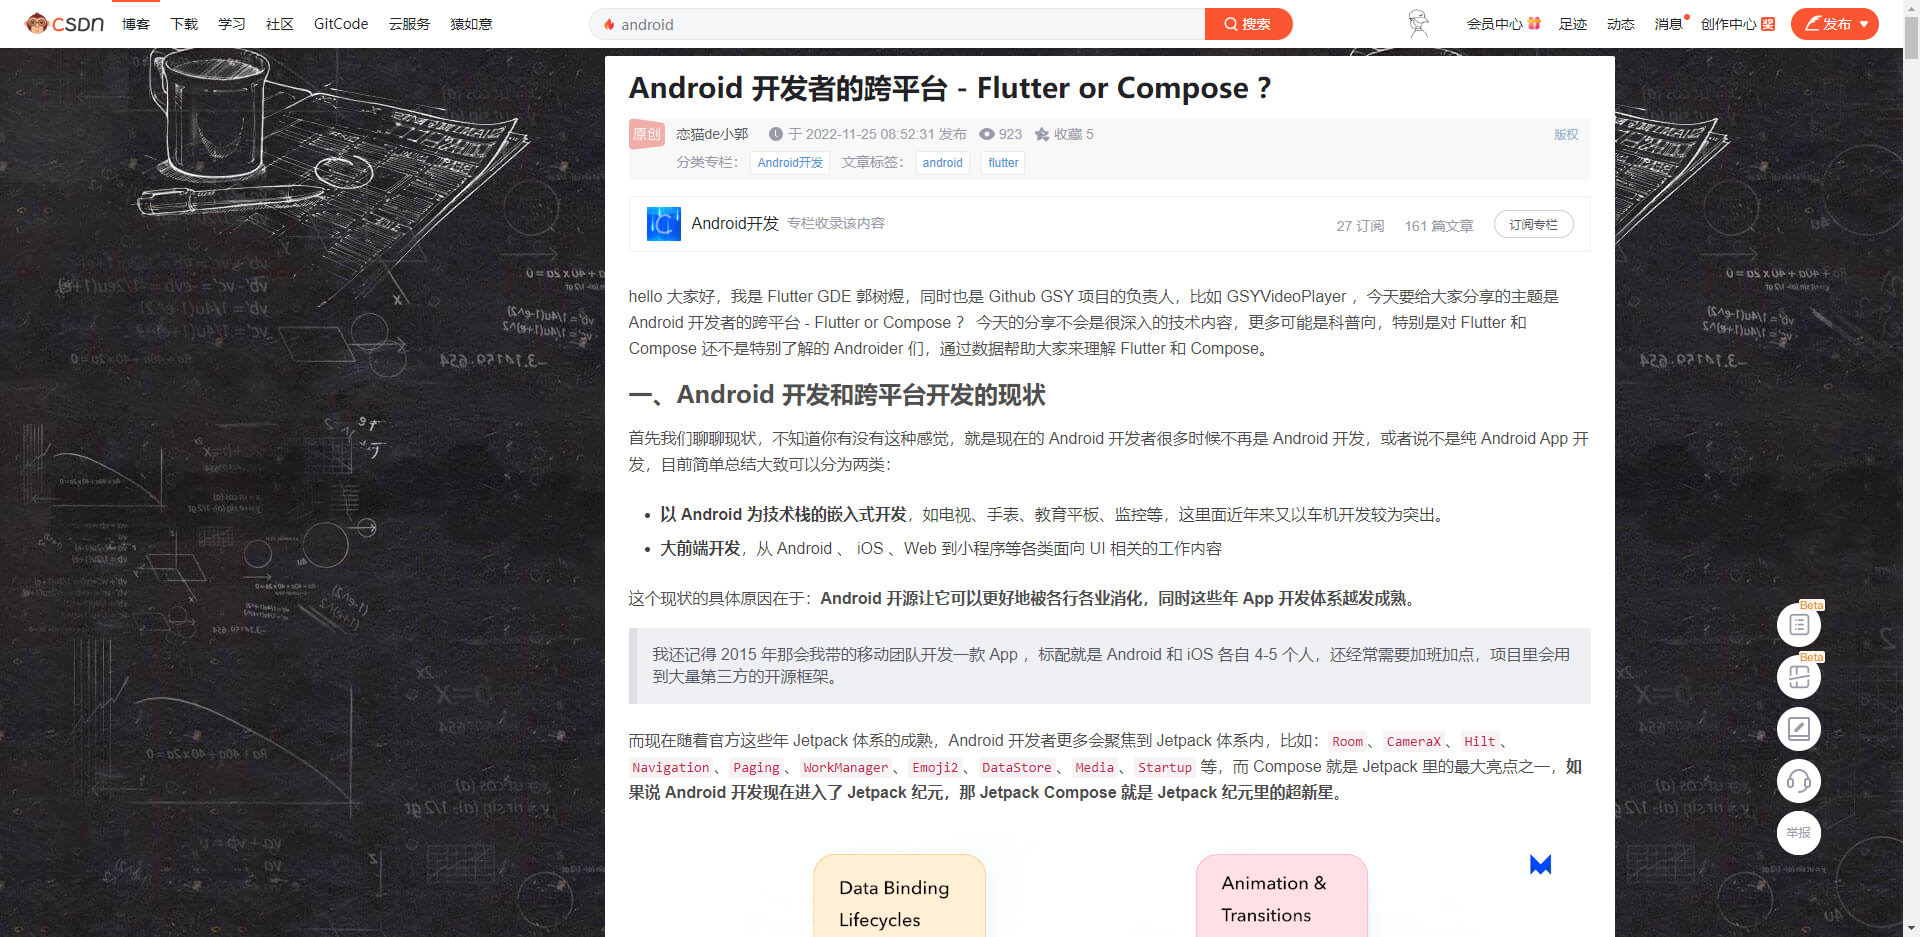 CSDN 博客 下载 学习 社区 GitCode 云服务 猿如意 android 搜索 会员中心 足迹 动态 消息 创作中心 奖 发布
Android 开发者的跨平台 - Flutter or Compose ?
原创 恋猫de小郭 于 2022-11-25 08:52:31 发布 923 收藏 5 版权
分类专栏： Android开发 文章标签： android flutter
Android开发 专栏收录该内容 27 订阅 161 篇文章 订阅专栏
hello 大家好，我是 Flutter GDE 郭树煜，同时也是 Github GSY 项目的负责人，比如 GSYVideoPlayer ，今天要给大家分享的主题是
Android 开发者的跨平台 - Flutter or Compose ？ 今天的分享不会是很深入的技术内容，更多可能是科普向，特别是对 Flutter 和
Compose 还不是特别了解的 Androider 们，通过数据帮助大家来理解 Flutter 和 Compose。
一、Android 开发和跨平台开发的现状
首先我们聊聊现状，不知道你有没有这种感觉，就是现在的 Android 开发者很多时候不再是 Android 开发，或者说不是纯 Android App 开
发，目前简单总结大致可以分为两类：
• 以 Android 为技术栈的嵌入式开发，如电视、手表、教育平板、监控等，这里面近年来又以车机开发较为突出。
• 大前端开发，从 Android 、 iOS 、Web 到小程序等各类面向 UI 相关的工作内容
这个现状的具体原因在于：Android 开源让它可以更好地被各行各业消化，同时这些年 App 开发体系越发成熟。
我还记得 2015 年那会我带的移动团队开发一款 App ，标配就是 Android 和 iOS 各自 4-5 个人，还经常需要加班加点，项目里会用
到大量第三方的开源框架。
而现在随着官方这些年 Jetpack 体系的成熟，Android 开发者更多会聚焦到 Jetpack 体系内，比如：Room 、CameraX、Hilt、
Navigation 、Paging 、WorkManager、Emoji2 、DataStore 、Media 、Startup 等，而 Compose 就是 Jetpack 里的最大亮点之一，如
果说 Android 开发现在进入了 Jetpack 纪元，那 Jetpack Compose 就是 Jetpack 纪元里的超新星。
Data Binding
Lifecycles
Animation &
Transitions
Beta
Beta
举报